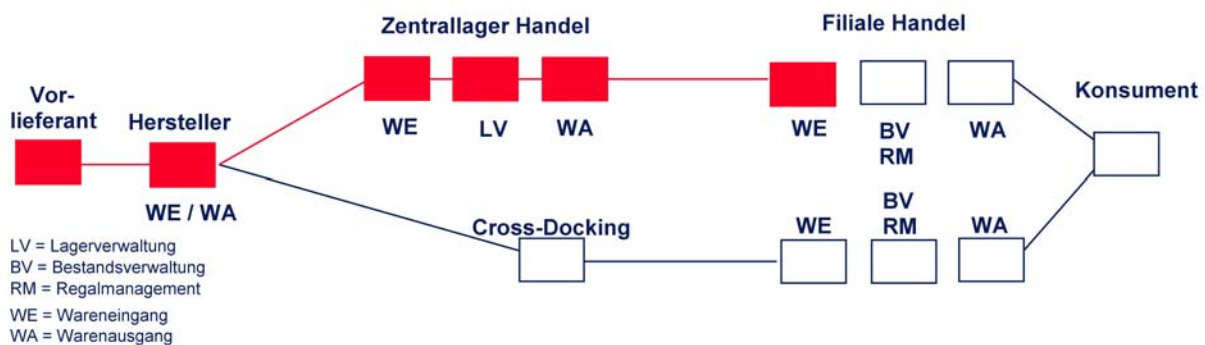 Zentrallager Handel
Filiale Handel
Vor-
lieferant
Hersteller
Konsument
WE
LV
WA
WE
BV
RM
WA
WE / WA
Cross-Docking
WE
BV
RM
WA
LV = Lagerverwaltung
BV = Bestandsverwaltung
RM = Regalmanagement
WE = Wareneingang
WA = Warenausgang